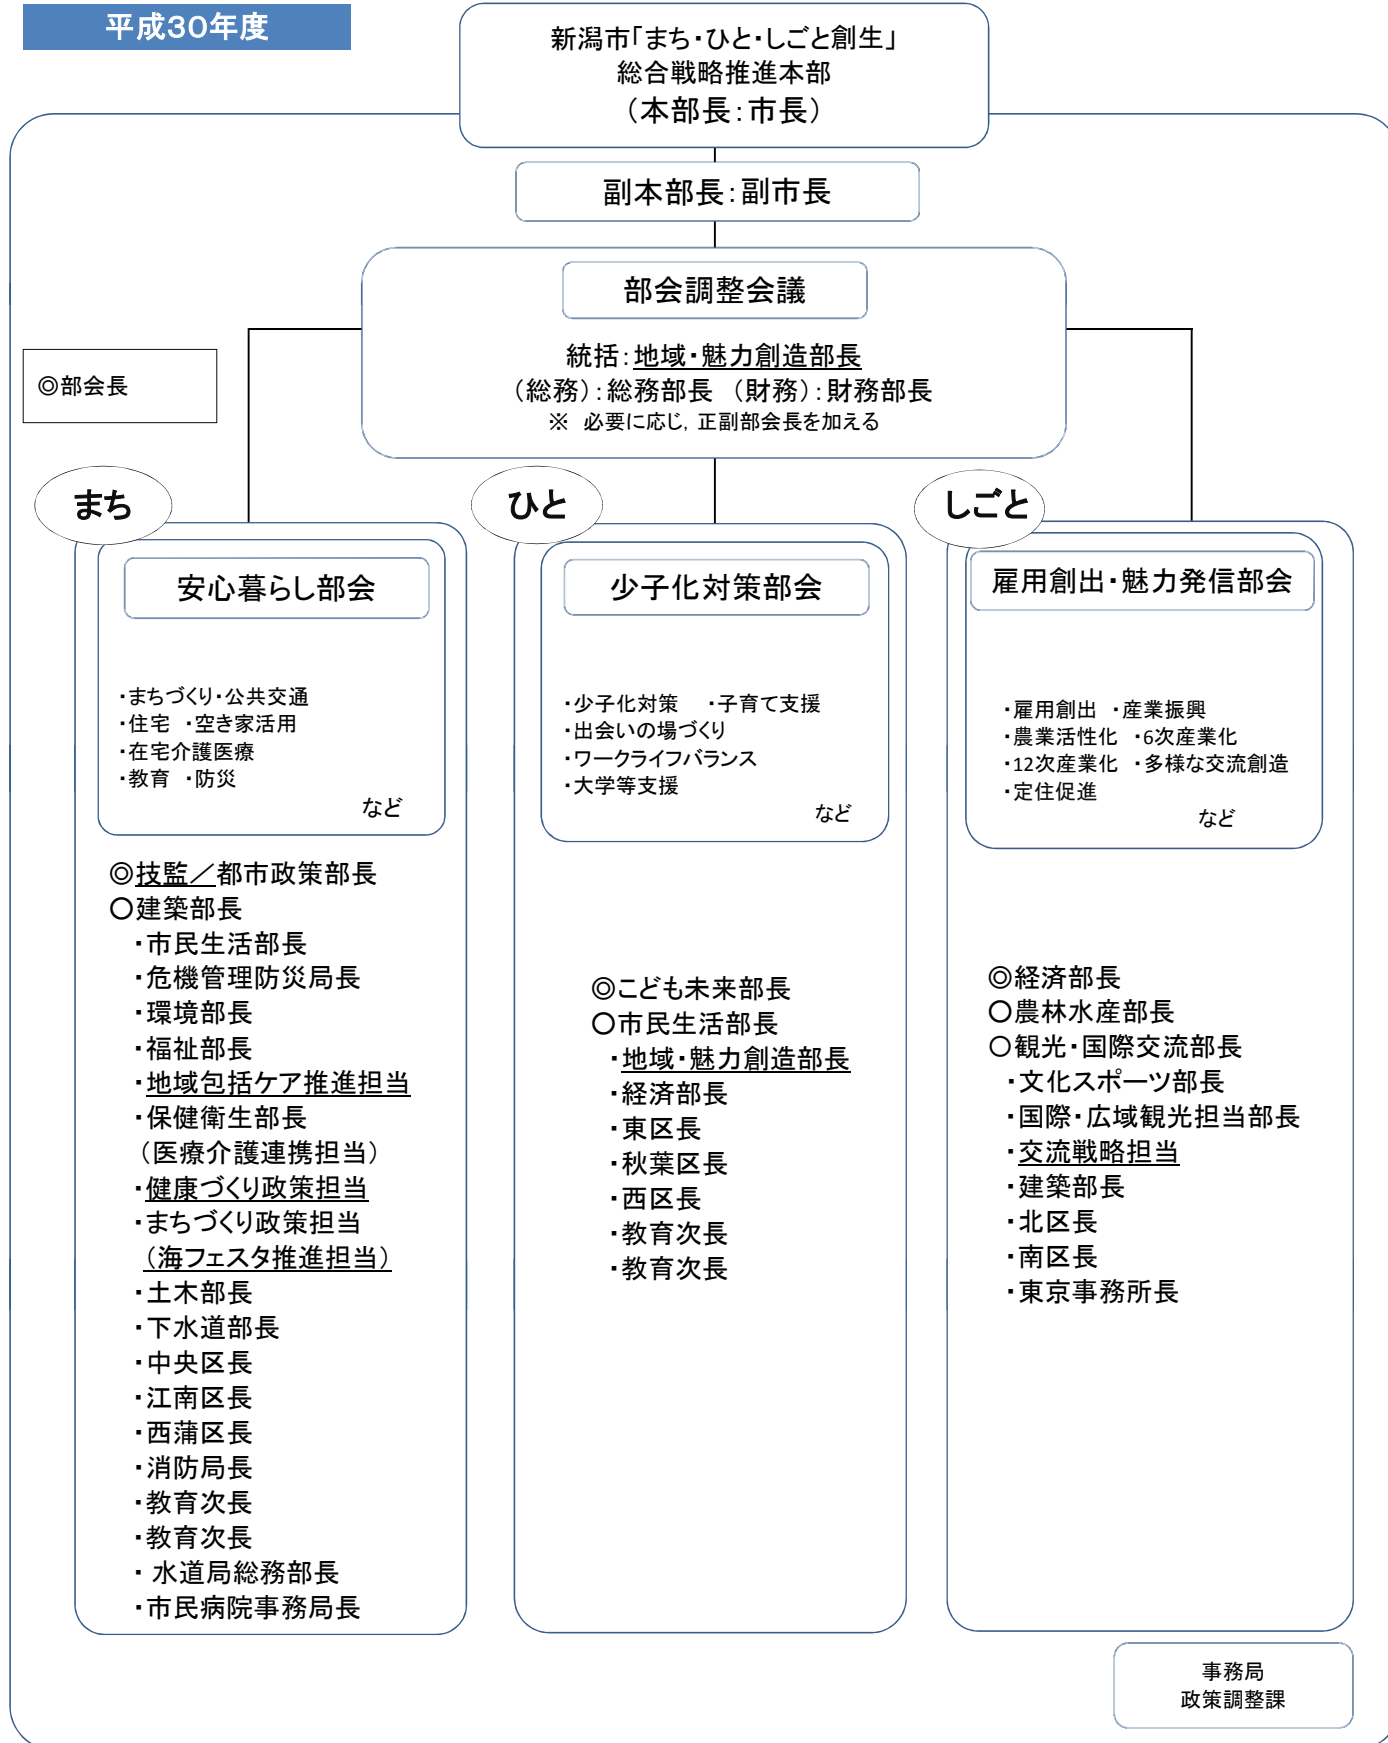 平成30年度
新潟市「まち・ひと・しごと創生」
総合戦略推進本部
（本部長：市長）
副本部長：副市長
部会調整会議
統括：地域・魅力創造部長
（総務）：総務部長　（財務）：財務部長
※　必要に応じ，正副部会長を加える
◎部会長
まち
安心暮らし部会
・まちづくり・公共交通
・住宅　・空き家活用
・在宅介護医療
・教育　・防災
など
◎技監／都市政策部長
○建築部長
・市民生活部長
・危機管理防災局長
・環境部長
・福祉部長
・地域包括ケア推進担当
・保健衛生部長
（医療介護連携担当）
・健康づくり政策担当
・まちづくり政策担当
（海フェスタ推進担当）
・土木部長
・下水道部長
・中央区長
・江南区長
・西蒲区長
・消防局長
・教育次長
・教育次長
・水道局総務部長
・市民病院事務局長
ひと
少子化対策部会
・少子化対策　・子育て支援
・出会いの場づくり
・ワークライフバランス
・大学等支援
など
◎こども未来部長
○市民生活部長
・地域・魅力創造部長
・経済部長
・東区長
・秋葉区長
・西区長
・教育次長
・教育次長
しごと
雇用創出・魅力発信部会
・雇用創出　・産業振興
・農業活性化　・6次産業化
・12次産業化　・多様な交流創造
・定住促進
など
◎経済部長
○農林水産部長
○観光・国際交流部長
・文化スポーツ部長
・国際・広域観光担当部長
・交流戦略担当
・建築部長
・北区長
・南区長
・東京事務所長
事務局
政策調整課